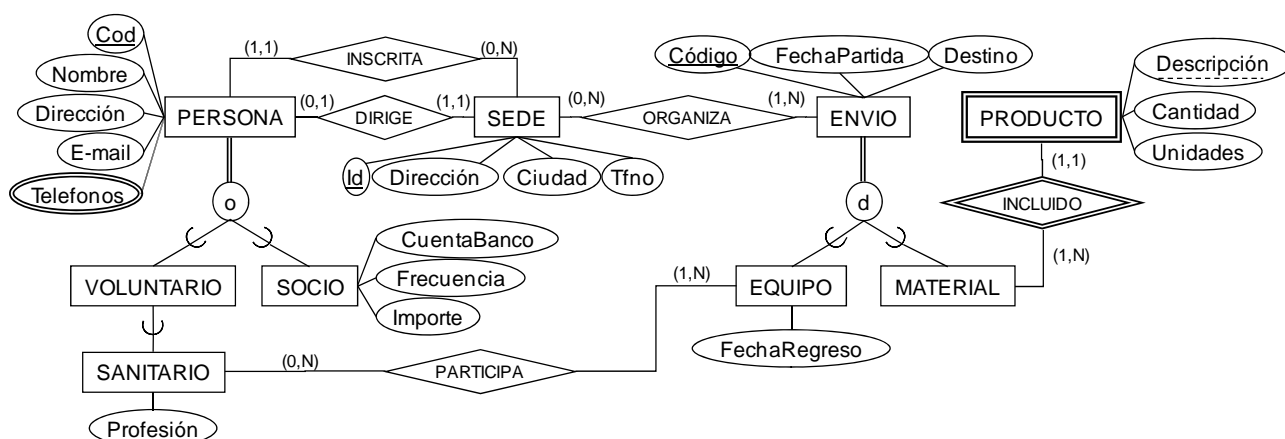 Cod
Nombre
Dirección
E-mail
Telefonos
(1,1)
INSCRITA
(0,N)
PERSONA
(0,1)
DIRIGE
(1,1)
SEDE
(0,N)
ORGANIZA
(1,N)
ENVIO
Código
FechaPartida
Destino
PRODUCTO
Descripción
Cantidad
Unidades
Id
Dirección
Ciudad
Tfno
(1,1)
INCLUIDO
(1,N)
o
d
VOLUNTARIO
SOCIO
CuentaBanco
Frecuencia
Importe
(1,N)
EQUIPO
MATERIAL
FechaRegreso
SANITARIO
(0,N)
PARTICIPA
Profesión